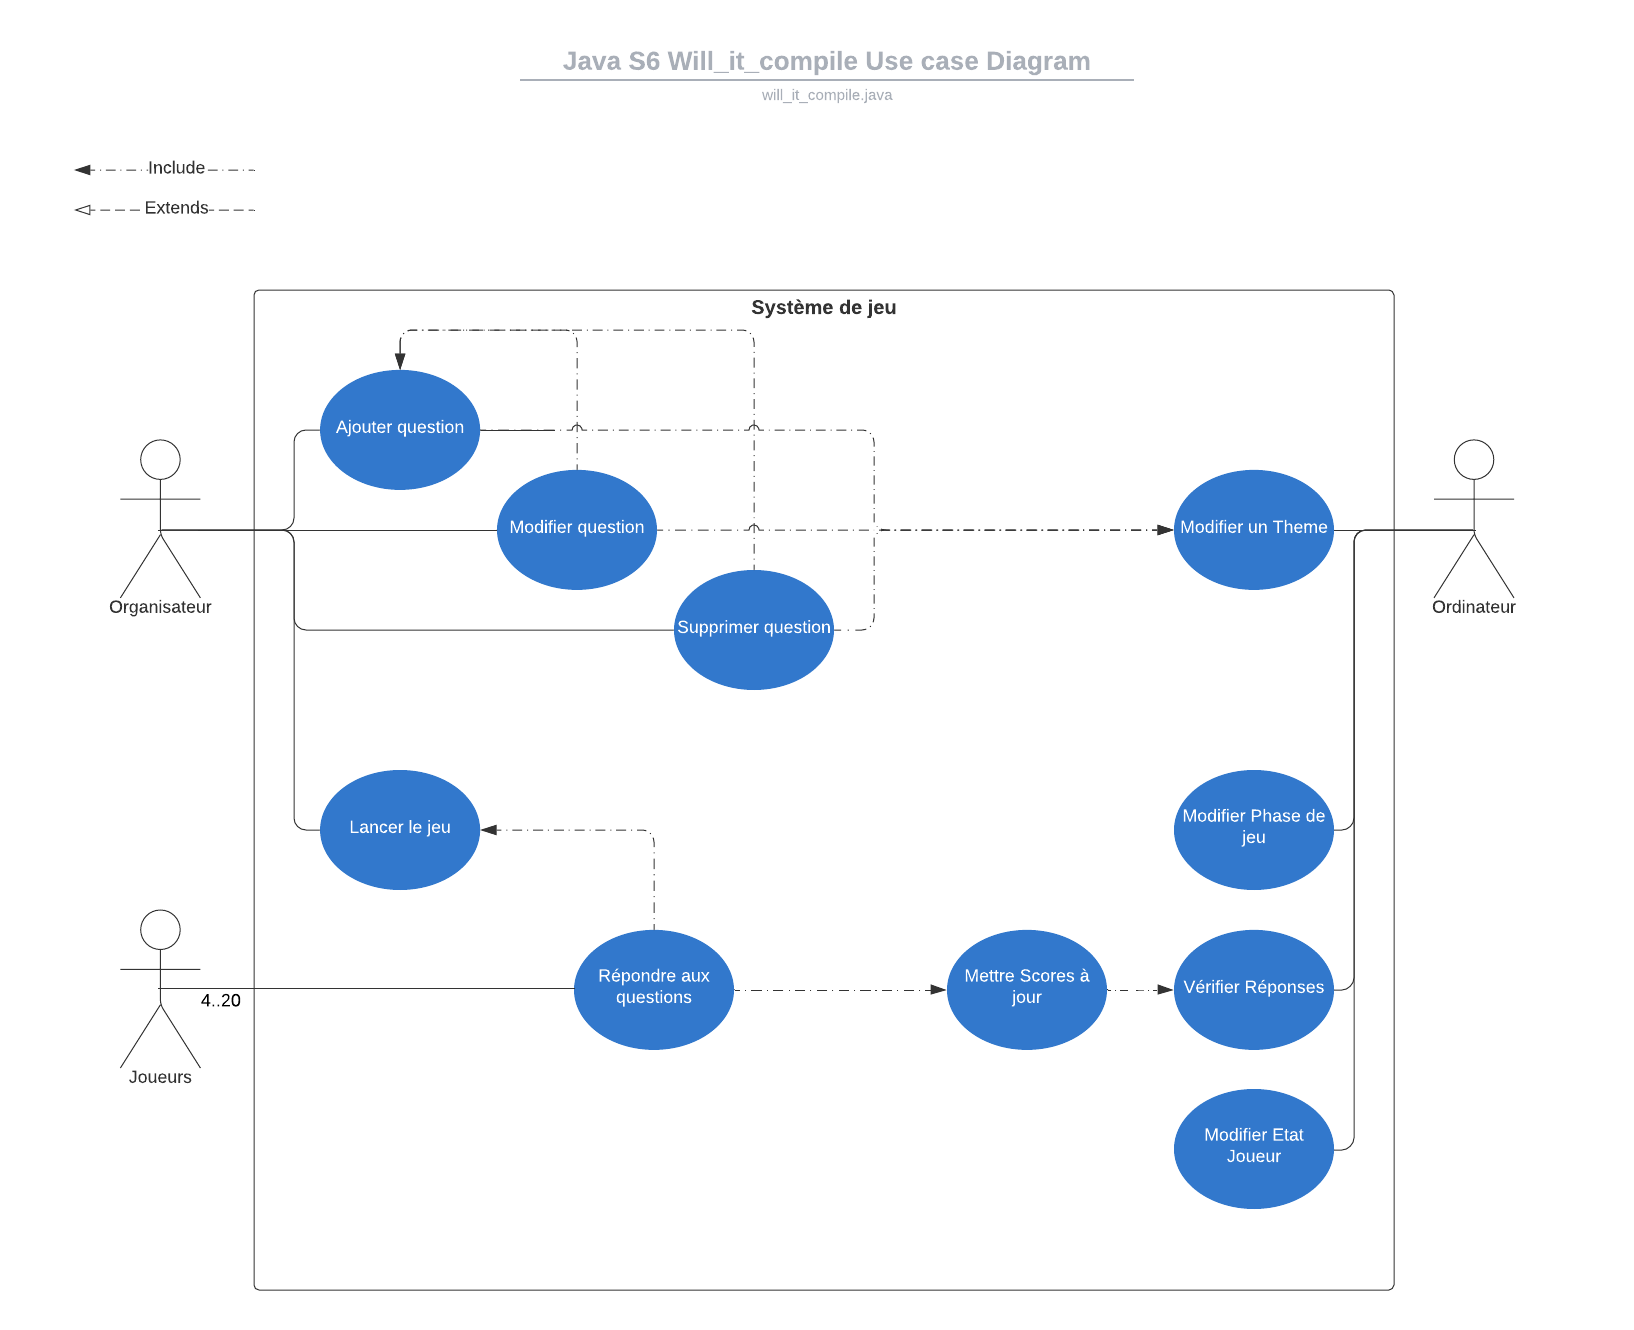 Java S6 Will_it_compile Use case Diagram
will_it_compile.java
Include
Extends
Système de jeu
Ajouter question
Modifier question
Modifier un Theme
Organisateur
Ordinateur
Supprimer question
Lancer le jeu
Modifier Phase de
jeu
Répondre aux
questions
Mettre Scores à
jour
Vérifier Réponses
4..20
Joueurs
Modifier Etat
Joueur